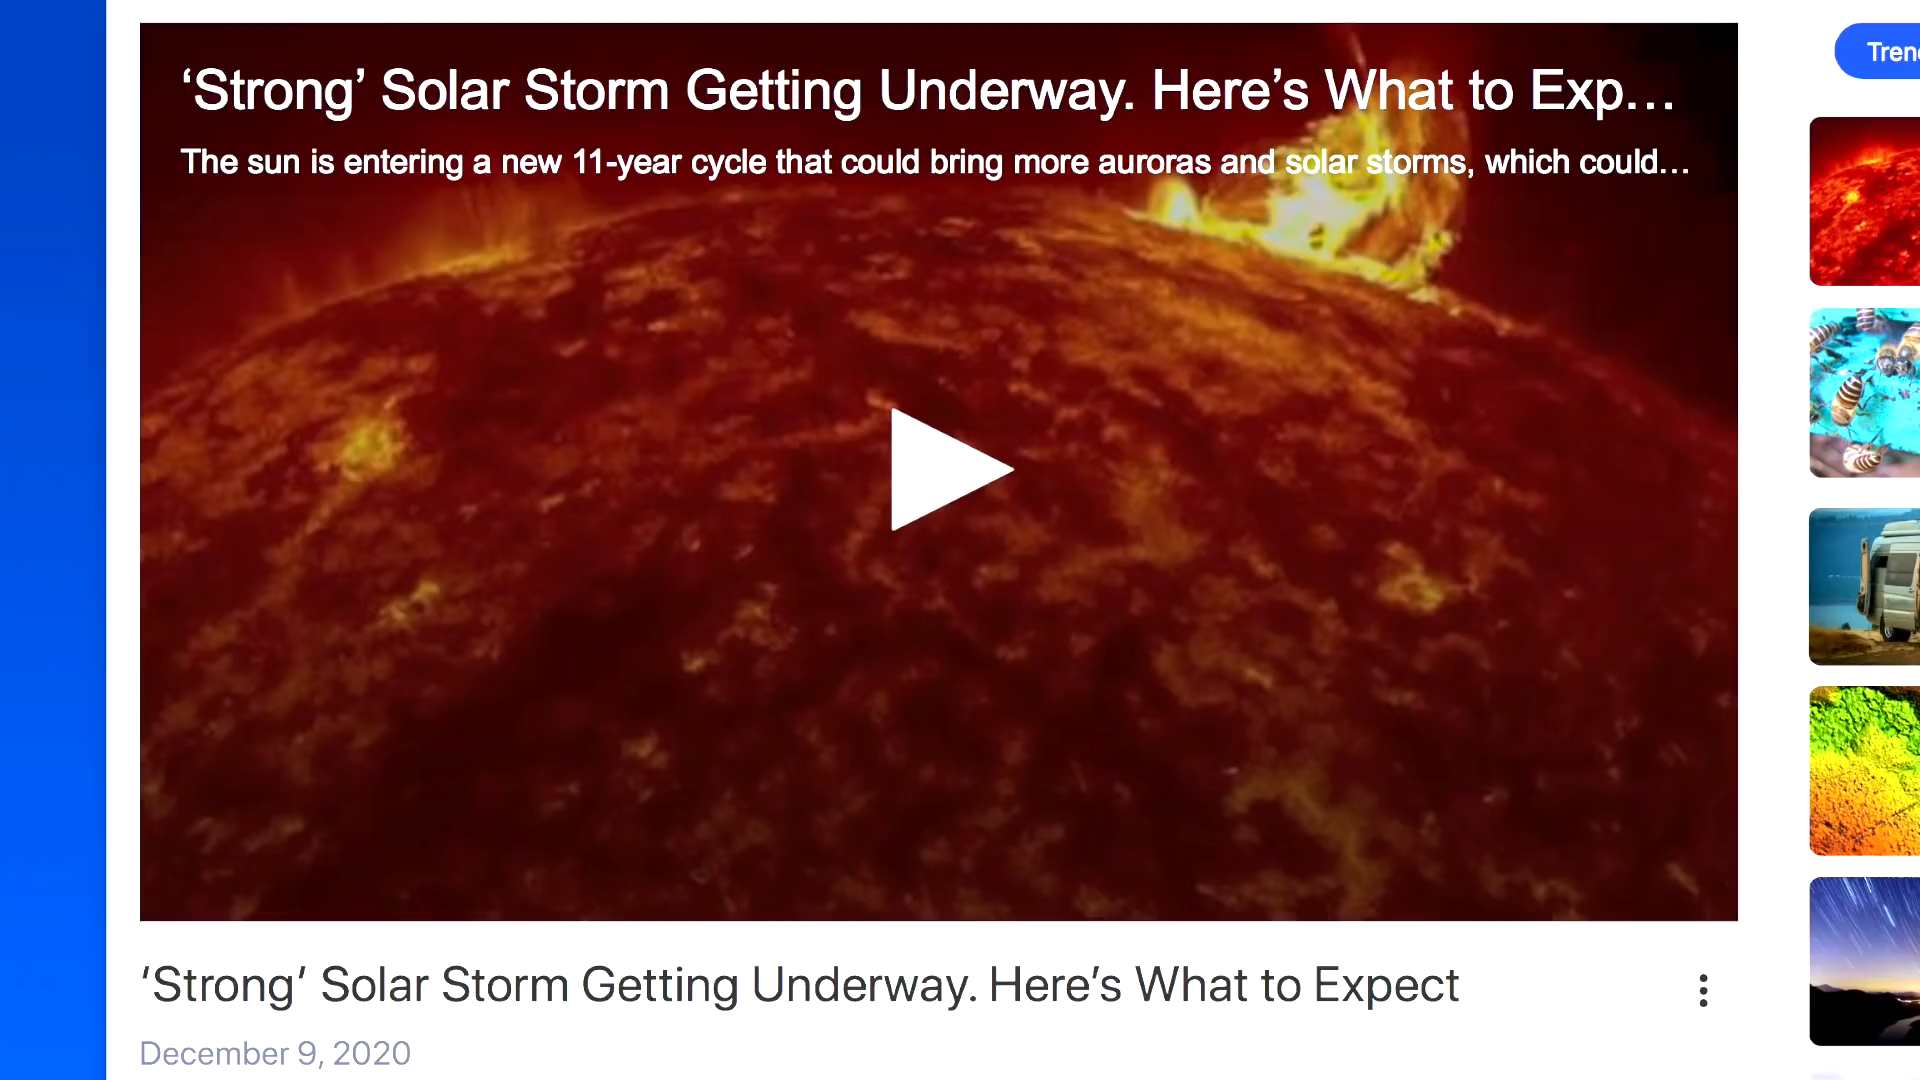 ‘Strong’ Solar Storm Getting Underway. Here’s What to Exp...
The sun is entering a new 11-year cycle that could bring more auroras and solar storms, which could...
‘Strong’ Solar Storm Getting Underway. Here’s What to Expect
December 9, 2020